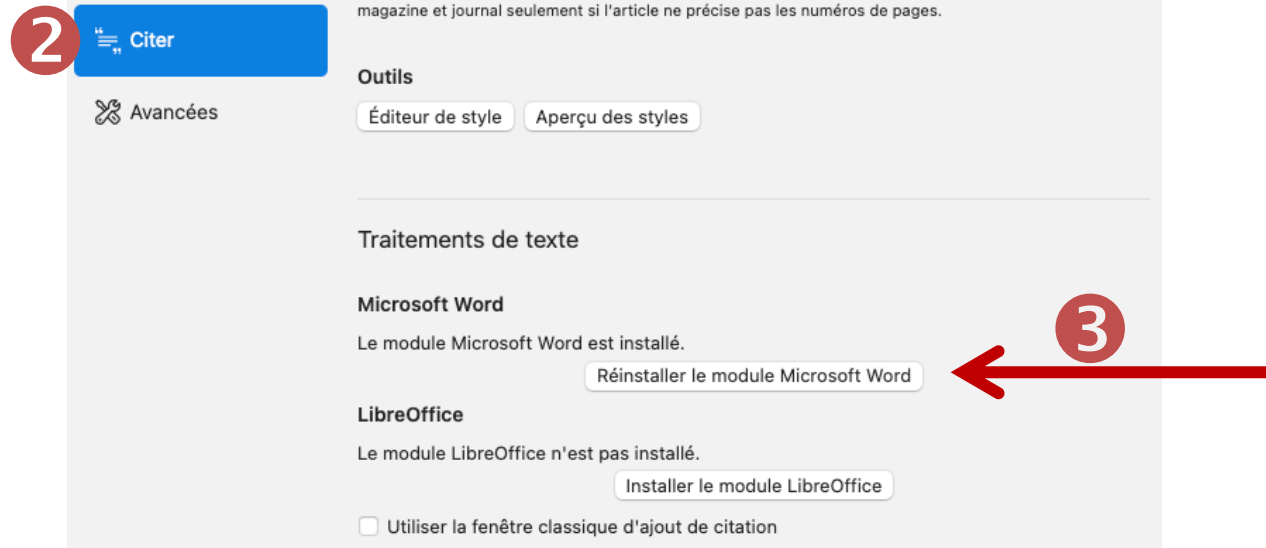 magazine et journal seulement si l'article ne précise pas les numéros de pages.
2
Citer
Avancées
Outils
Éditeur de style
Aperçu des styles
Traitements de texte
Microsoft Word
Le module Microsoft Word est installé.
3
Réinstaller le module Microsoft Word
LibreOffice
Le module LibreOffice n'est pas installé.
Installer le module LibreOffice
Utiliser la fenêtre classique d'ajout de citation